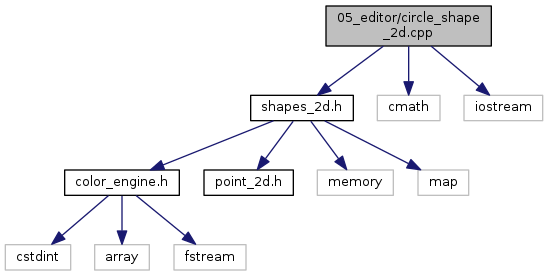 05_editor/circle_shape
_2d.cpp
shapes_2d.h
cmath
iostream
color_engine.h
point_2d.h
memory
map
cstdint
array
fstream